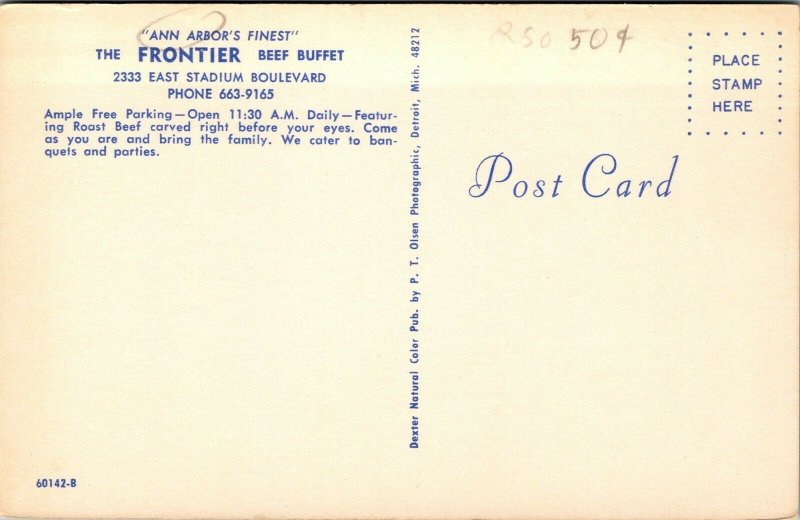 "ANN ARBOR'S FINEST"
THE FRONTIER BEEF BUFFET
2333 EAST STADIUM BOULEVARD
PHONE 663-9165
Ample Free Parking—Open 11:30 A.M. Daily—Featur-
ing Roast Beef carved right before your eyes. Come
as you are and bring the family. We cater to ban-
quets and parties.
60142-B
Dexter Natural Color Pub. by P. T. Olsen Photographic, Detroit, Mich. 48212
RSO 50¢
PLACE
STAMP
HERE
Post Card